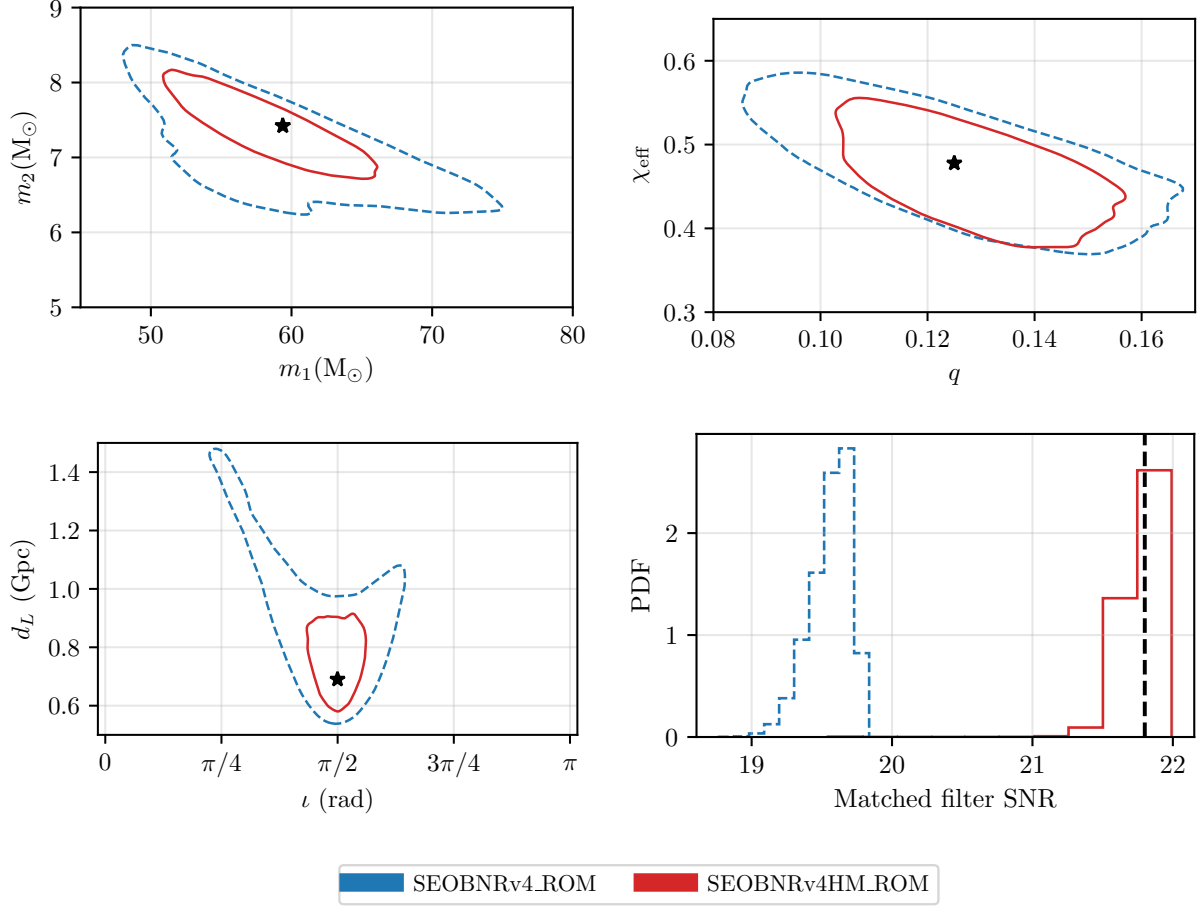 9
8
7
6
5
m₂(M⊙)
50
60
70
80
m₁(M⊙)
0.6
0.5
0.4
0.3
χeff
0.08
0.10
0.12
0.14
0.16
q
1.4
1.2
1.0
0.8
0.6
d_L (Gpc)
0
π/4
π/2
3π/4
π
ι (rad)
2
1
0
PDF
19
20
21
22
Matched filter SNR
SEOBNRv4_ROM
SEOBNRv4HM_ROM